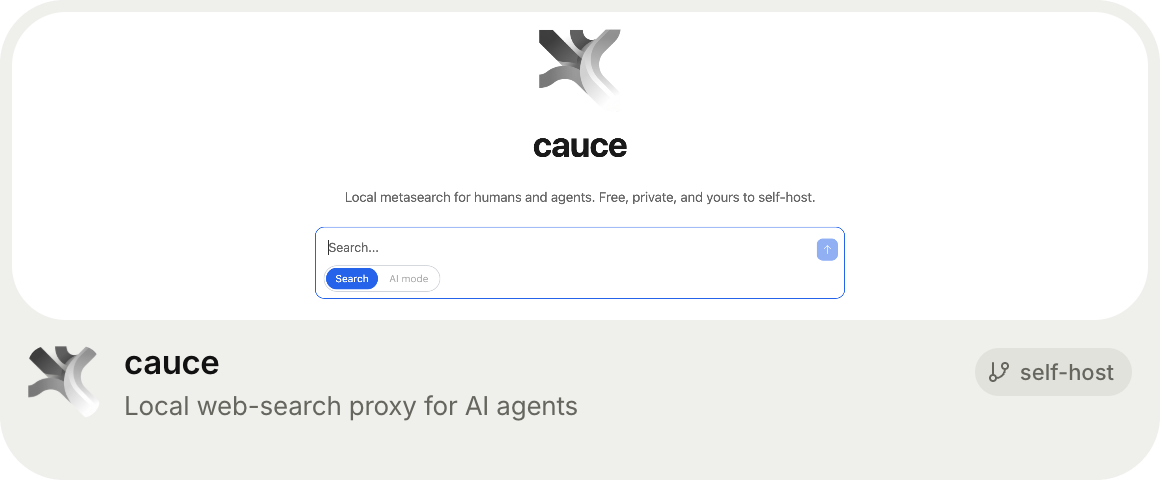 cauce
Local metasearch for humans and agents. Free, private, and yours to self-host.
Search...
Search AI mode
cauce
Local web-search proxy for AI agents
self-host